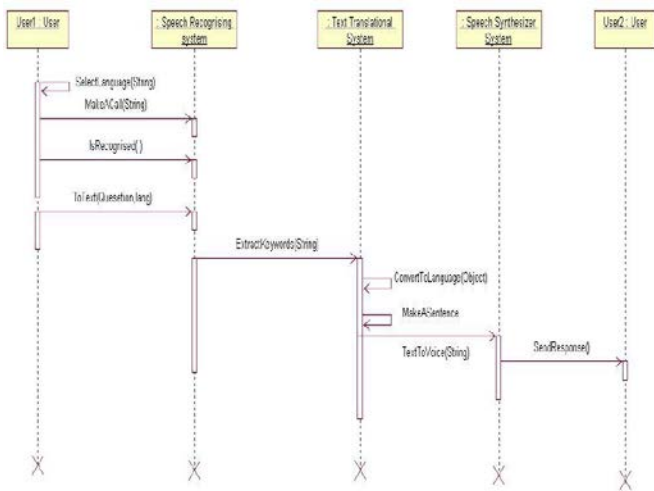 User1 : User
: Speech Recognising
system
: Text Translational
System
: Speech Synthesizer
System
User2 : User
SelectLanguage(String)
MakeACall(String)
IsRecognised( )
ToText(Quesetion,lang)
ExtractKeywords(String)
ConvertToLanguage(Object)
MakeASentence
TextToVoice(String)
SendResponse()